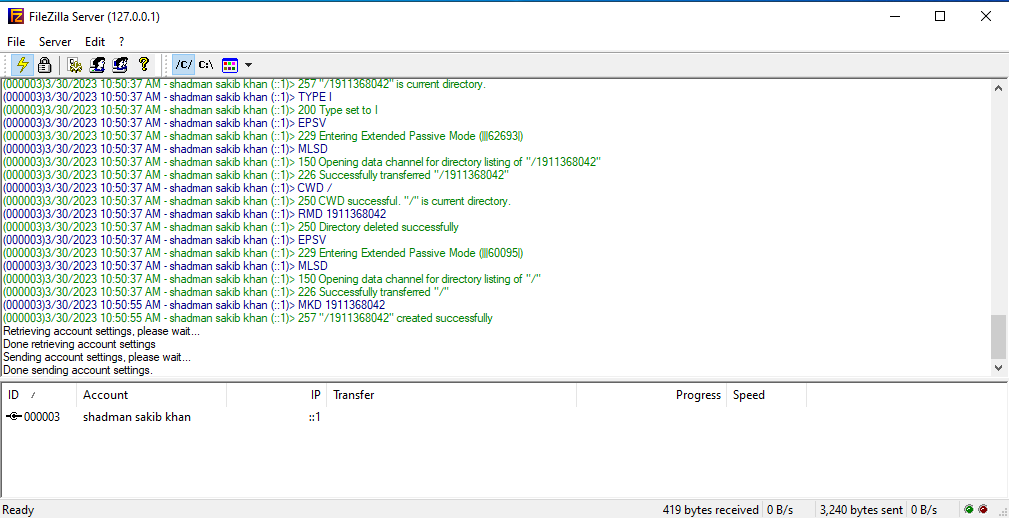 FileZilla Server (127.0.0.1)
File Server Edit ?
/C/ C:\
(000003)3/30/2023 10:50:37 AM - shadman sakib khan (::1)> 257 "/1911368042" is current directory.
(000003)3/30/2023 10:50:37 AM - shadman sakib khan (::1)> TYPE I
(000003)3/30/2023 10:50:37 AM - shadman sakib khan (::1)> 200 Type set to I
(000003)3/30/2023 10:50:37 AM - shadman sakib khan (::1)> EPSV
(000003)3/30/2023 10:50:37 AM - shadman sakib khan (::1)> 229 Entering Extended Passive Mode (|||62693|)
(000003)3/30/2023 10:50:37 AM - shadman sakib khan (::1)> MLSD
(000003)3/30/2023 10:50:37 AM - shadman sakib khan (::1)> 150 Opening data channel for directory listing of "/1911368042"
(000003)3/30/2023 10:50:37 AM - shadman sakib khan (::1)> 226 Successfully transferred "/1911368042"
(000003)3/30/2023 10:50:37 AM - shadman sakib khan (::1)> CWD /
(000003)3/30/2023 10:50:37 AM - shadman sakib khan (::1)> 250 CWD successful. "/" is current directory.
(000003)3/30/2023 10:50:37 AM - shadman sakib khan (::1)> RMD 1911368042
(000003)3/30/2023 10:50:37 AM - shadman sakib khan (::1)> 250 Directory deleted successfully
(000003)3/30/2023 10:50:37 AM - shadman sakib khan (::1)> EPSV
(000003)3/30/2023 10:50:37 AM - shadman sakib khan (::1)> 229 Entering Extended Passive Mode (|||60095|)
(000003)3/30/2023 10:50:37 AM - shadman sakib khan (::1)> MLSD
(000003)3/30/2023 10:50:37 AM - shadman sakib khan (::1)> 150 Opening data channel for directory listing of "/"
(000003)3/30/2023 10:50:37 AM - shadman sakib khan (::1)> 226 Successfully transferred "/"
(000003)3/30/2023 10:50:55 AM - shadman sakib khan (::1)> MKD 1911368042
(000003)3/30/2023 10:50:55 AM - shadman sakib khan (::1)> 257 "/1911368042" created successfully
Retrieving account settings, please wait...
Done retrieving account settings
Sending account settings, please wait...
Done sending account settings.
ID / Account IP Transfer Progress Speed
000003 shadman sakib khan ::1
Ready 419 bytes received 0 B/s 3,240 bytes sent 0 B/s